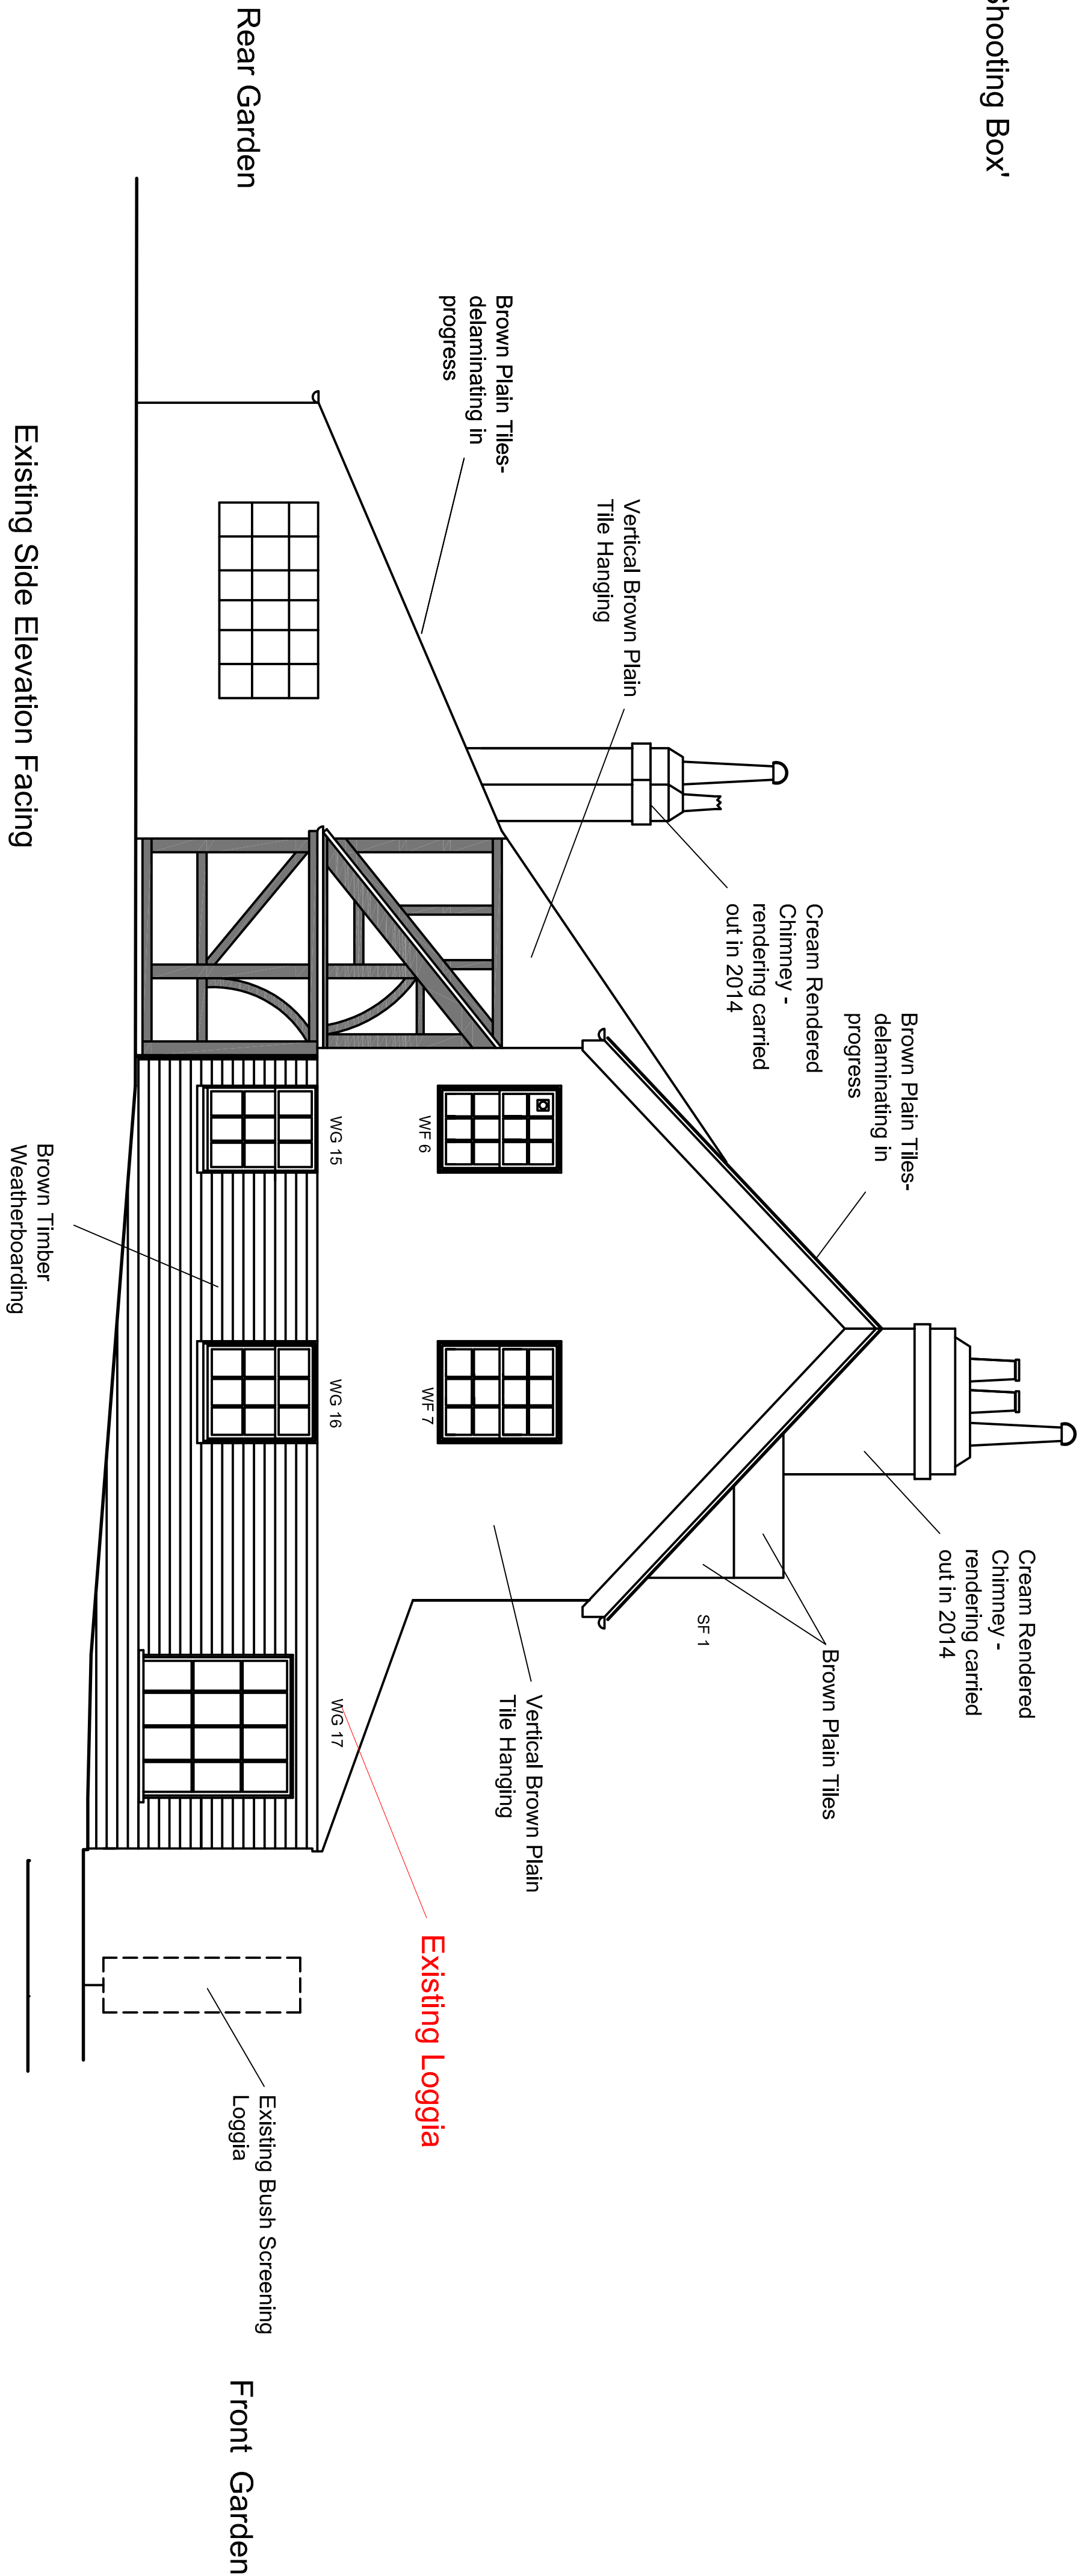 Shooting Box'
Cream Rendered
Chimney -
rendering carried
out in 2014
Brown Plain Tiles-
delaminating in
progress
Cream Rendered
Chimney -
rendering carried
out in 2014
Brown Plain Tiles
SF 1
Vertical Brown Plain
Tile Hanging
Brown Plain Tiles-
delaminating in
progress
Vertical Brown Plain
Tile Hanging
WF 6
WF 7
Existing Loggia
WG 15
WG 16
WG 17
Rear Garden
Existing Bush Screening
Loggia
Front Garden
Brown Timber
Weatherboarding
Existing Side Elevation Facing